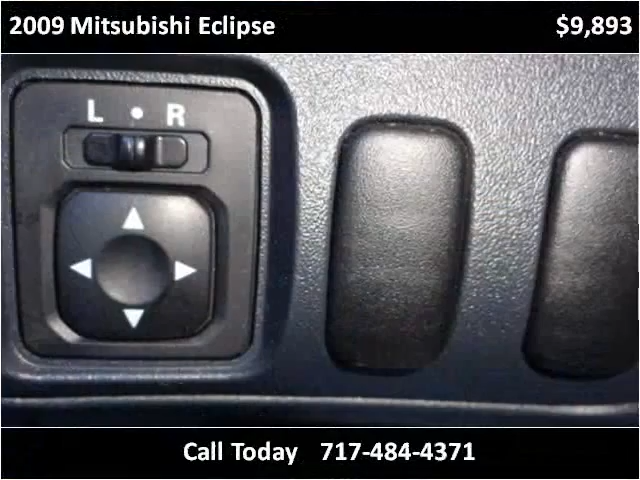 2009 Mitsubishi Eclipse $9,893
L • R
Call Today 717-484-4371